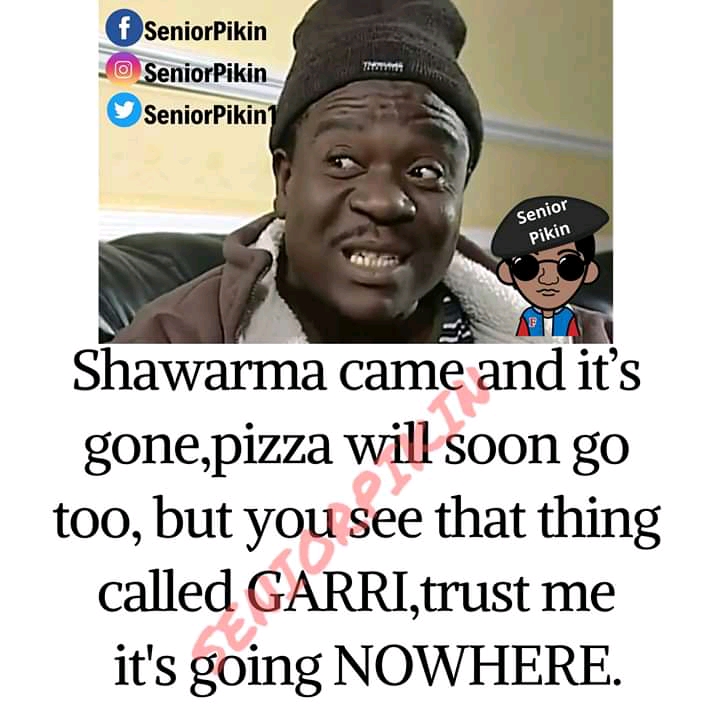 SeniorPikin
SeniorPikin
SeniorPikin1
Senior
Pikin
Shawarma came and it’s
gone,pizza will soon go
too, but you see that thing
called GARRI,trust me
it's going NOWHERE.
SENIORPIKIN